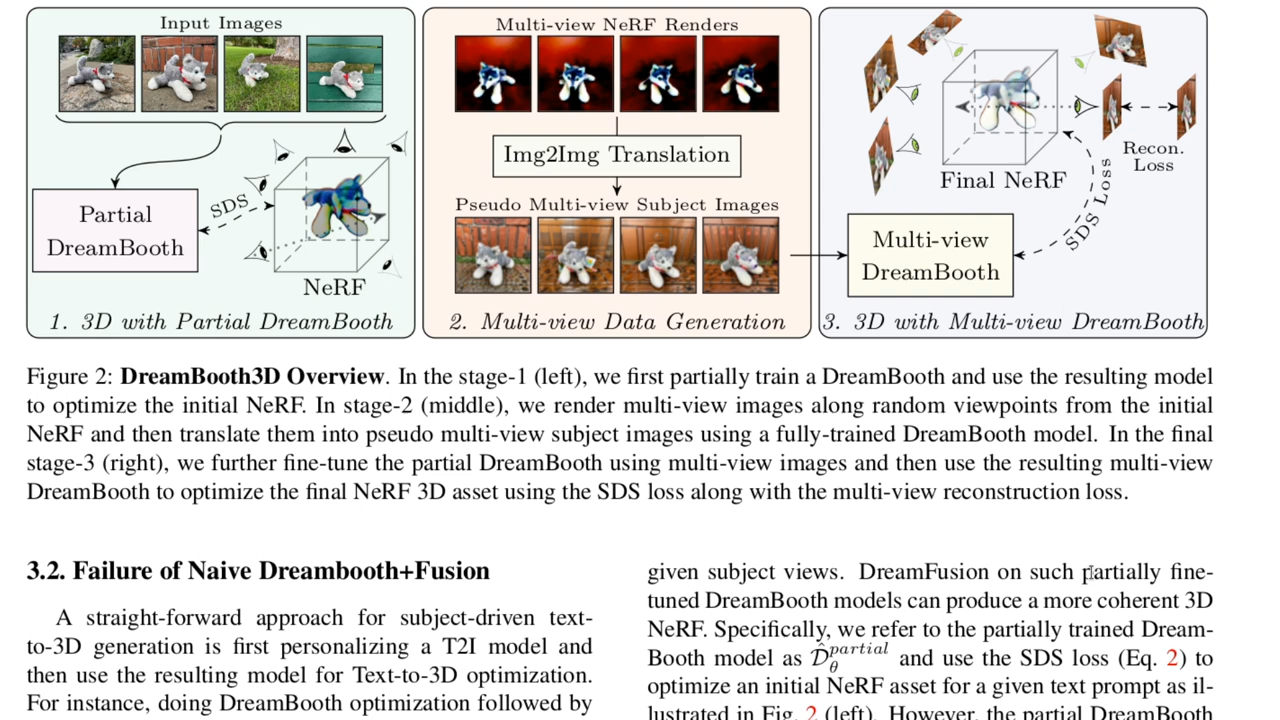 Input Images
SDS
Partial
DreamBooth
NeRF
1. 3D with Partial DreamBooth
Multi-view NeRF Renders
Img2Img Translation
Pseudo Multi-view Subject Images
2. Multi-view Data Generation
Final NeRF
Recon.
Loss
SDS Loss
Multi-view
DreamBooth
3. 3D with Multi-view DreamBooth
Figure 2: DreamBooth3D Overview. In the stage-1 (left), we first partially train a DreamBooth and use the resulting model
to optimize the initial NeRF. In stage-2 (middle), we render multi-view images along random viewpoints from the initial
NeRF and then translate them into pseudo multi-view subject images using a fully-trained DreamBooth model. In the final
stage-3 (right), we further fine-tune the partial DreamBooth using multi-view images and then use the resulting multi-view
DreamBooth to optimize the final NeRF 3D asset using the SDS loss along with the multi-view reconstruction loss.
3.2. Failure of Naive Dreambooth+Fusion
A straight-forward approach for subject-driven text-
to-3D generation is first personalizing a T2I model and
then use the resulting model for Text-to-3D optimization.
For instance, doing DreamBooth optimization followed by
given subject views. DreamFusion on such partially fine-
tuned DreamBooth models can produce a more coherent 3D
NeRF. Specifically, we refer to the partially trained Dream-
Booth model as D̂θ^partial and use the SDS loss (Eq. 2) to
optimize an initial NeRF asset for a given text prompt as il-
lustrated in Fig. 2 (left). However, the partial DreamBooth